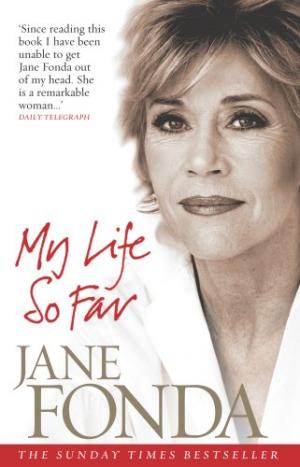 'Since reading this
book I have been
unable to get
Jane Fonda out
of my head. She
is a remarkable
woman...'
DAILY TELEGRAPH
My Life
So Far
JANE
FONDA
THE SUNDAY TIMES BESTSELLER